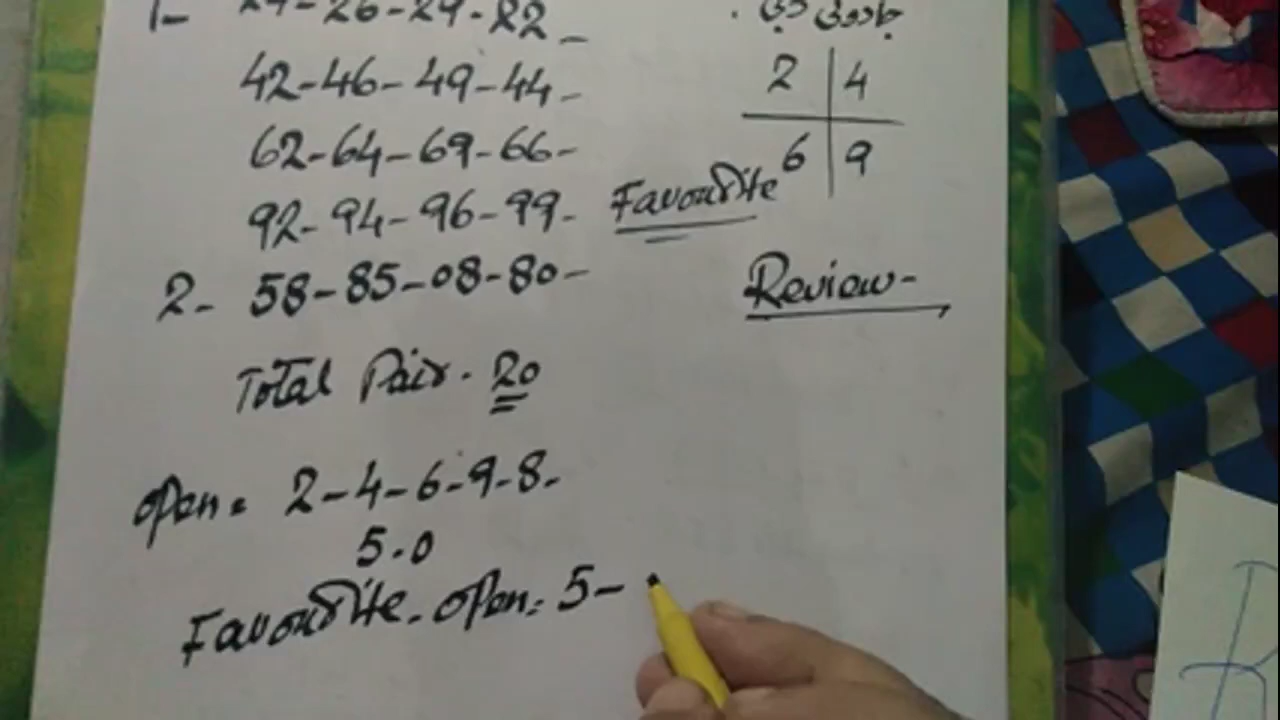 1- 24-26-29-22-
42-46-49-44-
62-64-69-66-
92-94-96-99-
2- 58-85-08-80-
Total Pair. 20
open= 2-4-6-9-8-
5.0
Favourite. open= 5-
جادوئی
2 4
6 9
Favourite
Review-